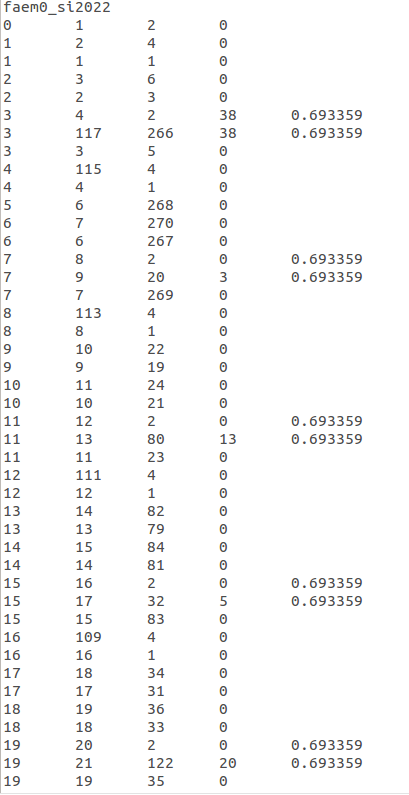 faem0_si2022
0 1 2 0
1 2 4 0
1 1 1 0
2 3 6 0
2 2 3 0
3 4 2 38 0.693359
3 117 266 38 0.693359
3 3 5 0
4 115 4 0
4 4 1 0
5 6 268 0
6 7 270 0
6 6 267 0
7 8 2 0 0.693359
7 9 20 3 0.693359
7 7 269 0
8 113 4 0
8 8 1 0
9 10 22 0
9 9 19 0
10 11 24 0
10 10 21 0
11 12 2 0 0.693359
11 13 80 13 0.693359
11 11 23 0
12 111 4 0
12 12 1 0
13 14 82 0
13 13 79 0
14 15 84 0
14 14 81 0
15 16 2 0 0.693359
15 17 32 5 0.693359
15 15 83 0
16 109 4 0
16 16 1 0
17 18 34 0
17 17 31 0
18 19 36 0
18 18 33 0
19 20 2 0 0.693359
19 21 122 20 0.693359
19 19 35 0